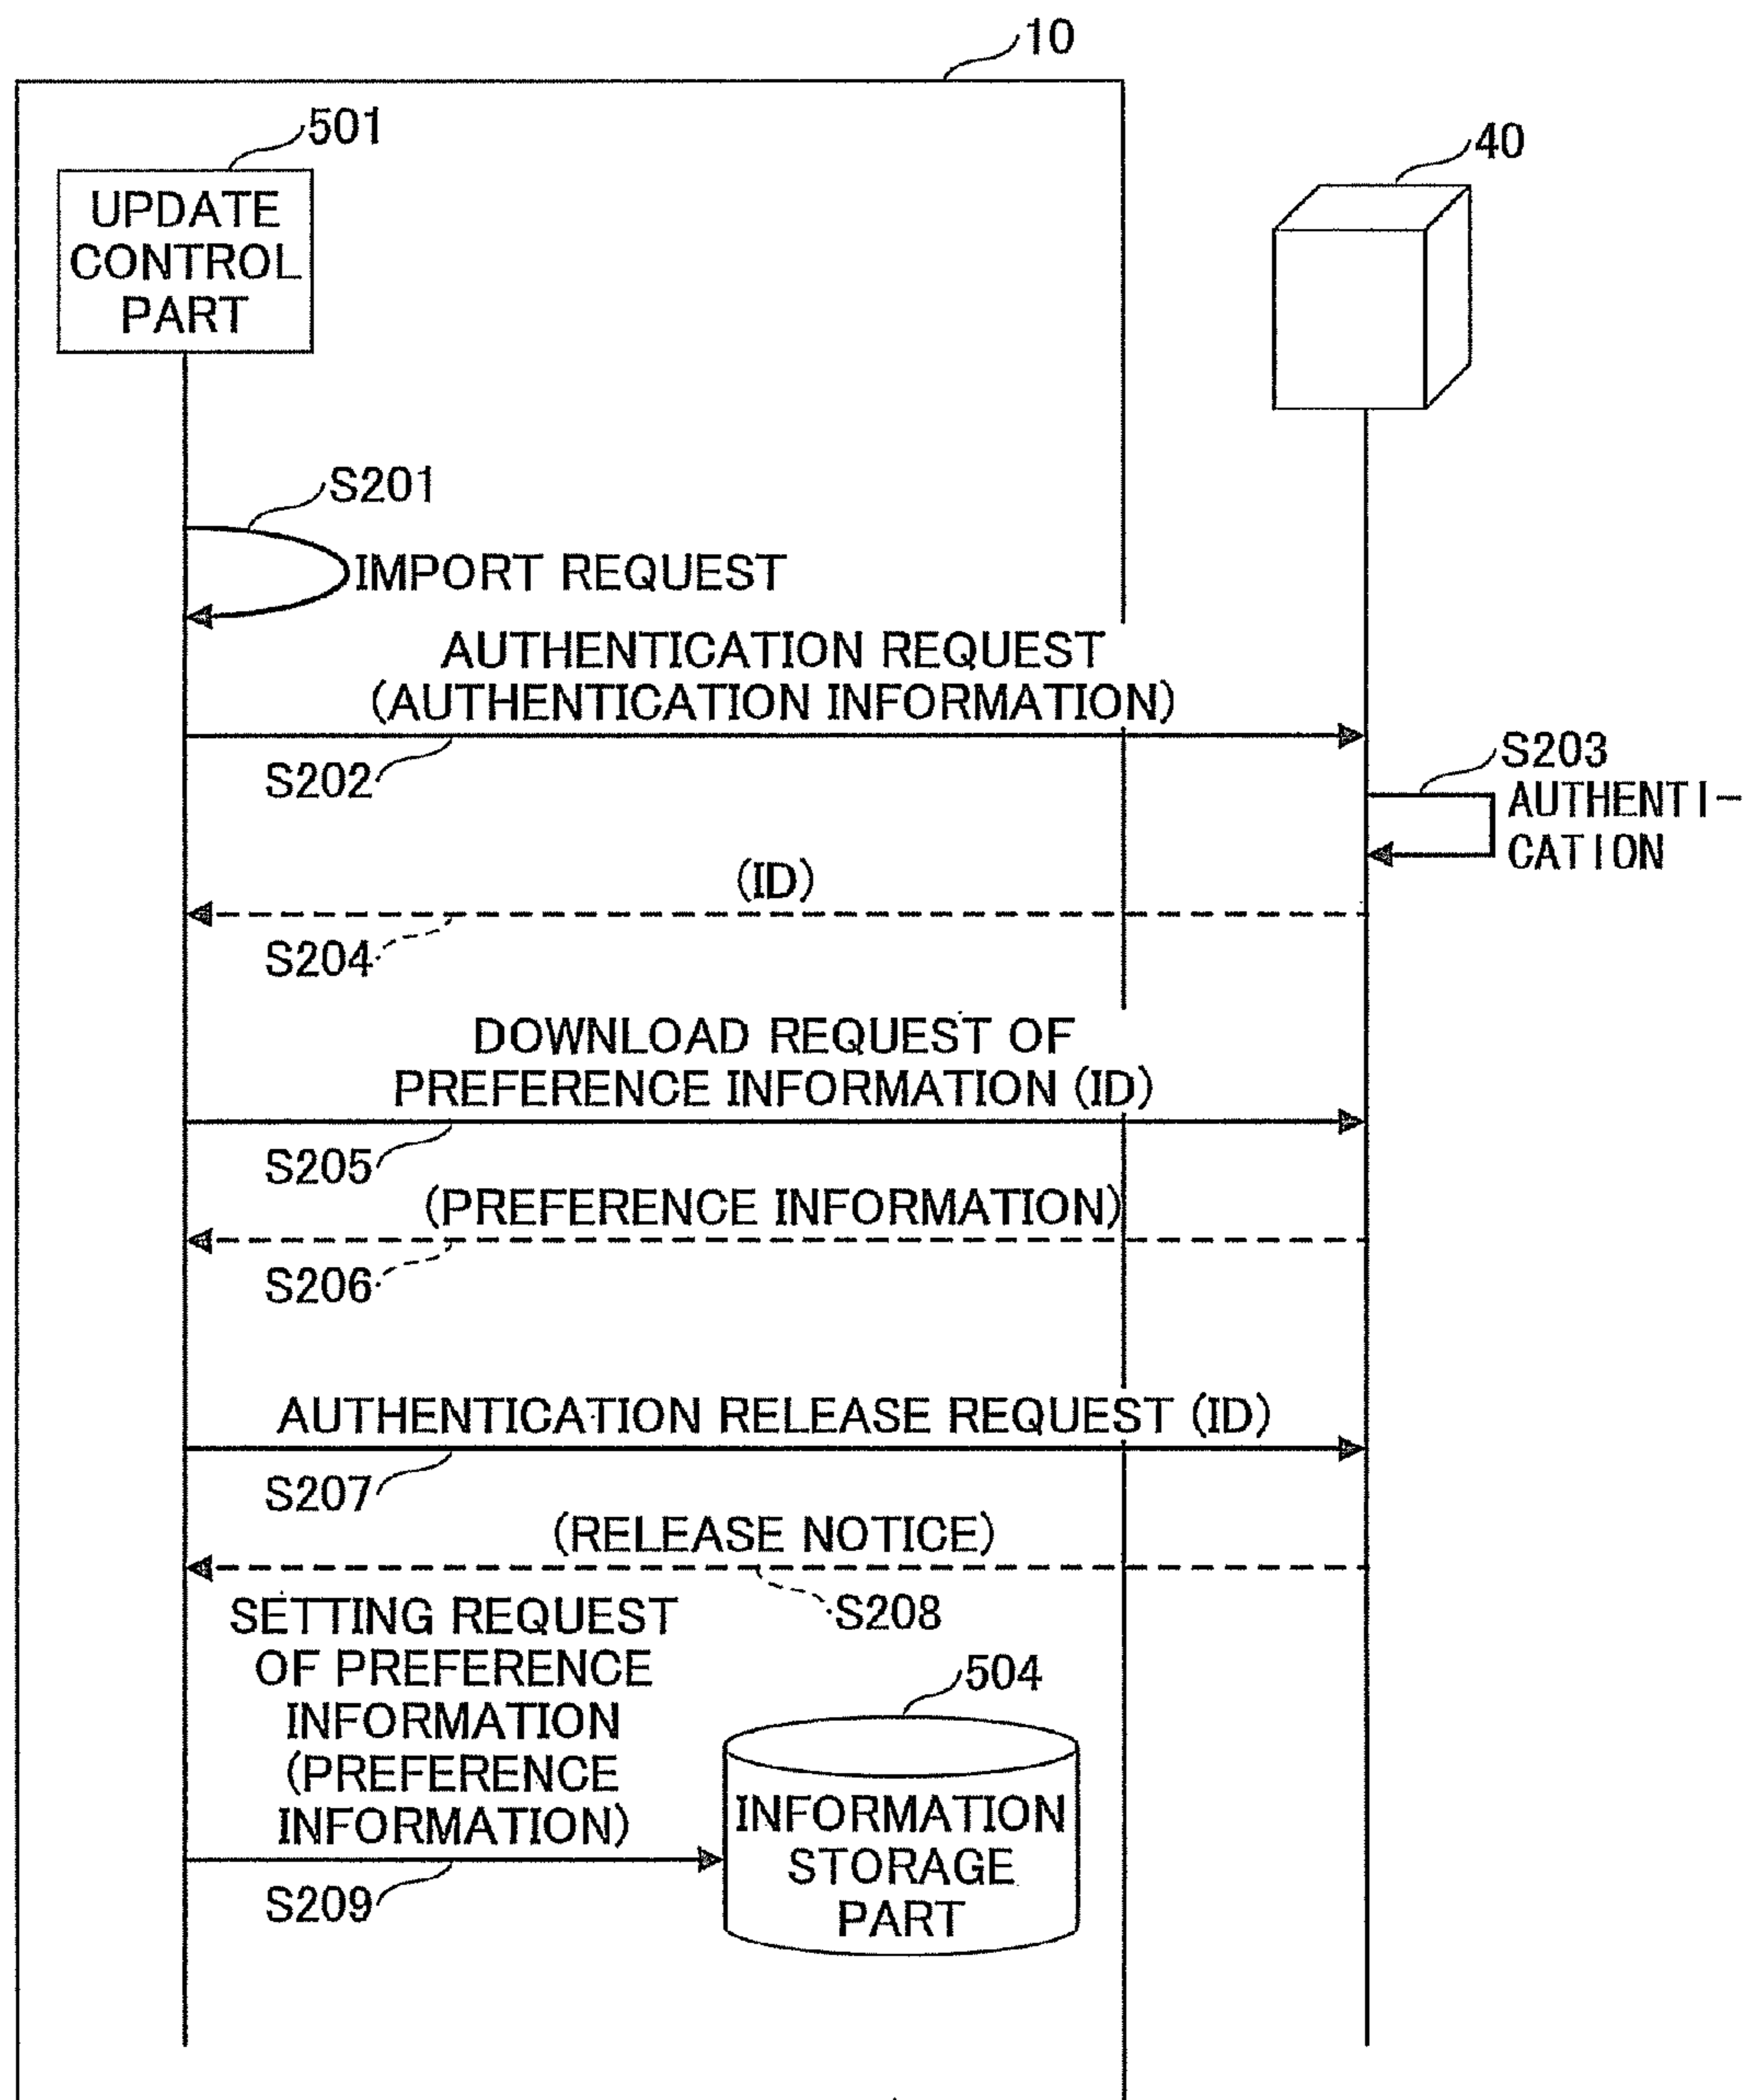 10
501
40
UPDATE
CONTROL
PART
S201
IMPORT REQUEST
AUTHENTICATION REQUEST
(AUTHENTICATION INFORMATION)
S202
S203
AUTHENTI-
CATION
(ID)
S204
DOWNLOAD REQUEST OF
PREFERENCE INFORMATION (ID)
S205
(PREFERENCE INFORMATION)
S206
AUTHENTICATION RELEASE REQUEST (ID)
S207
(RELEASE NOTICE)
S208
SETTING REQUEST
OF PREFERENCE
INFORMATION
(PREFERENCE
INFORMATION)
S209
504
INFORMATION
STORAGE
PART